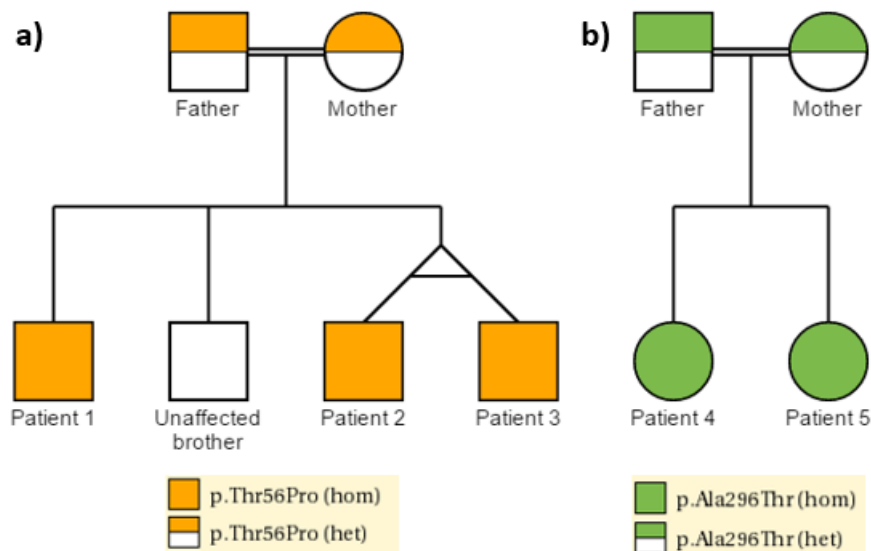 a)
b)
Father
Mother
Father
Mother
Patient 1
Unaffected
brother
Patient 2
Patient 3
Patient 4
Patient 5
p.Thr56Pro (hom)
p.Thr56Pro (het)
p.Ala296Thr (hom)
p.Ala296Thr (het)